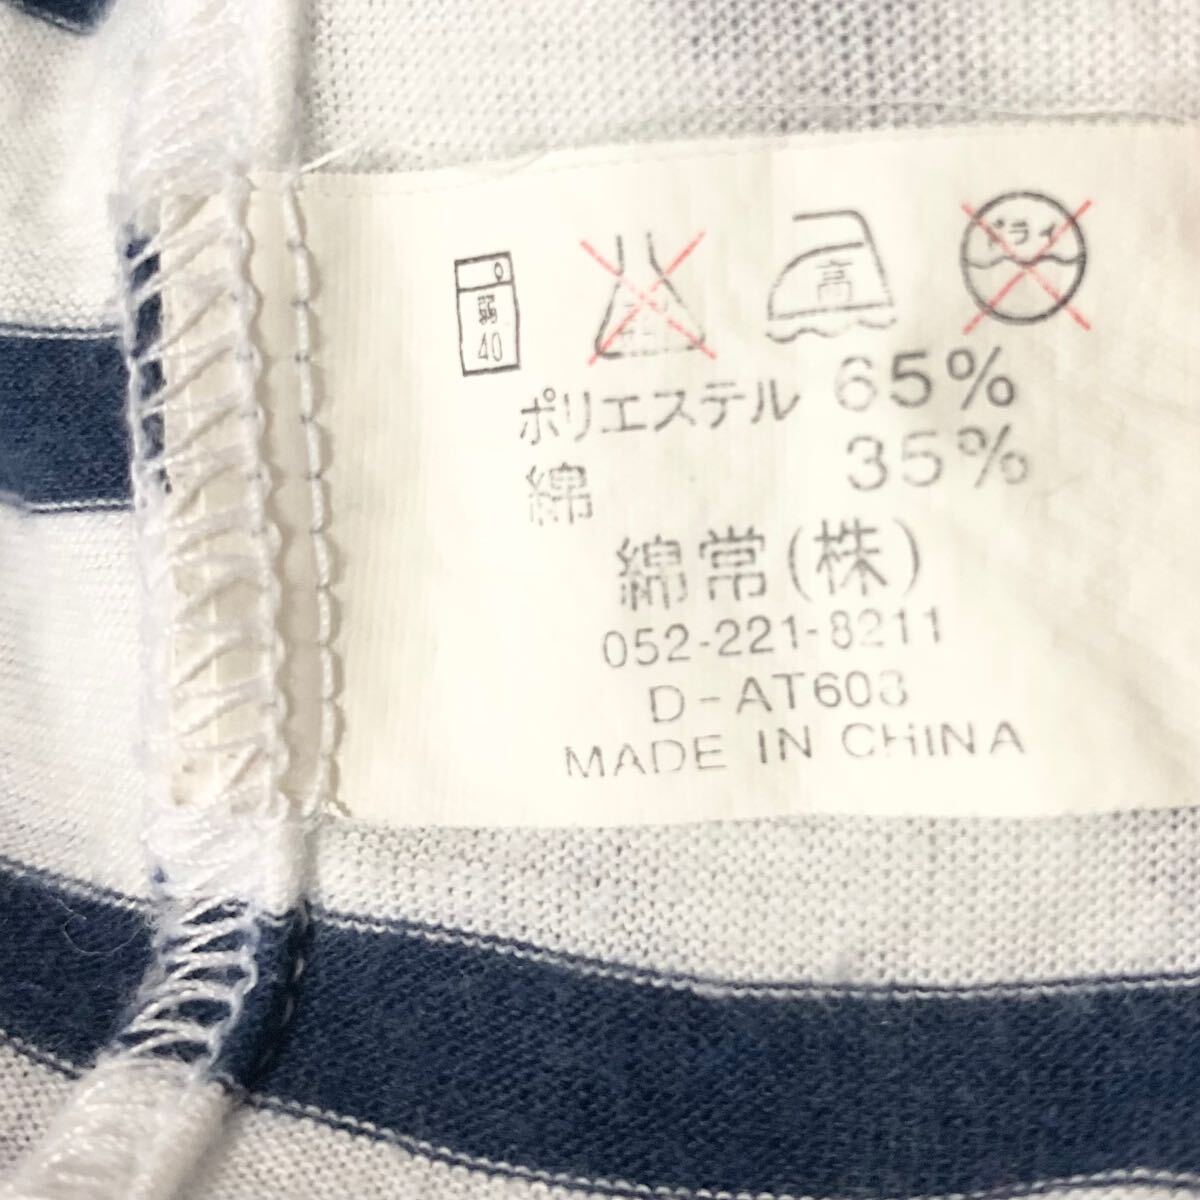 弱 40
高
ドライ
ポリエステル 65%
綿 35%
綿常(株)
052-221-8211
D-AT603
MADE IN CHINA